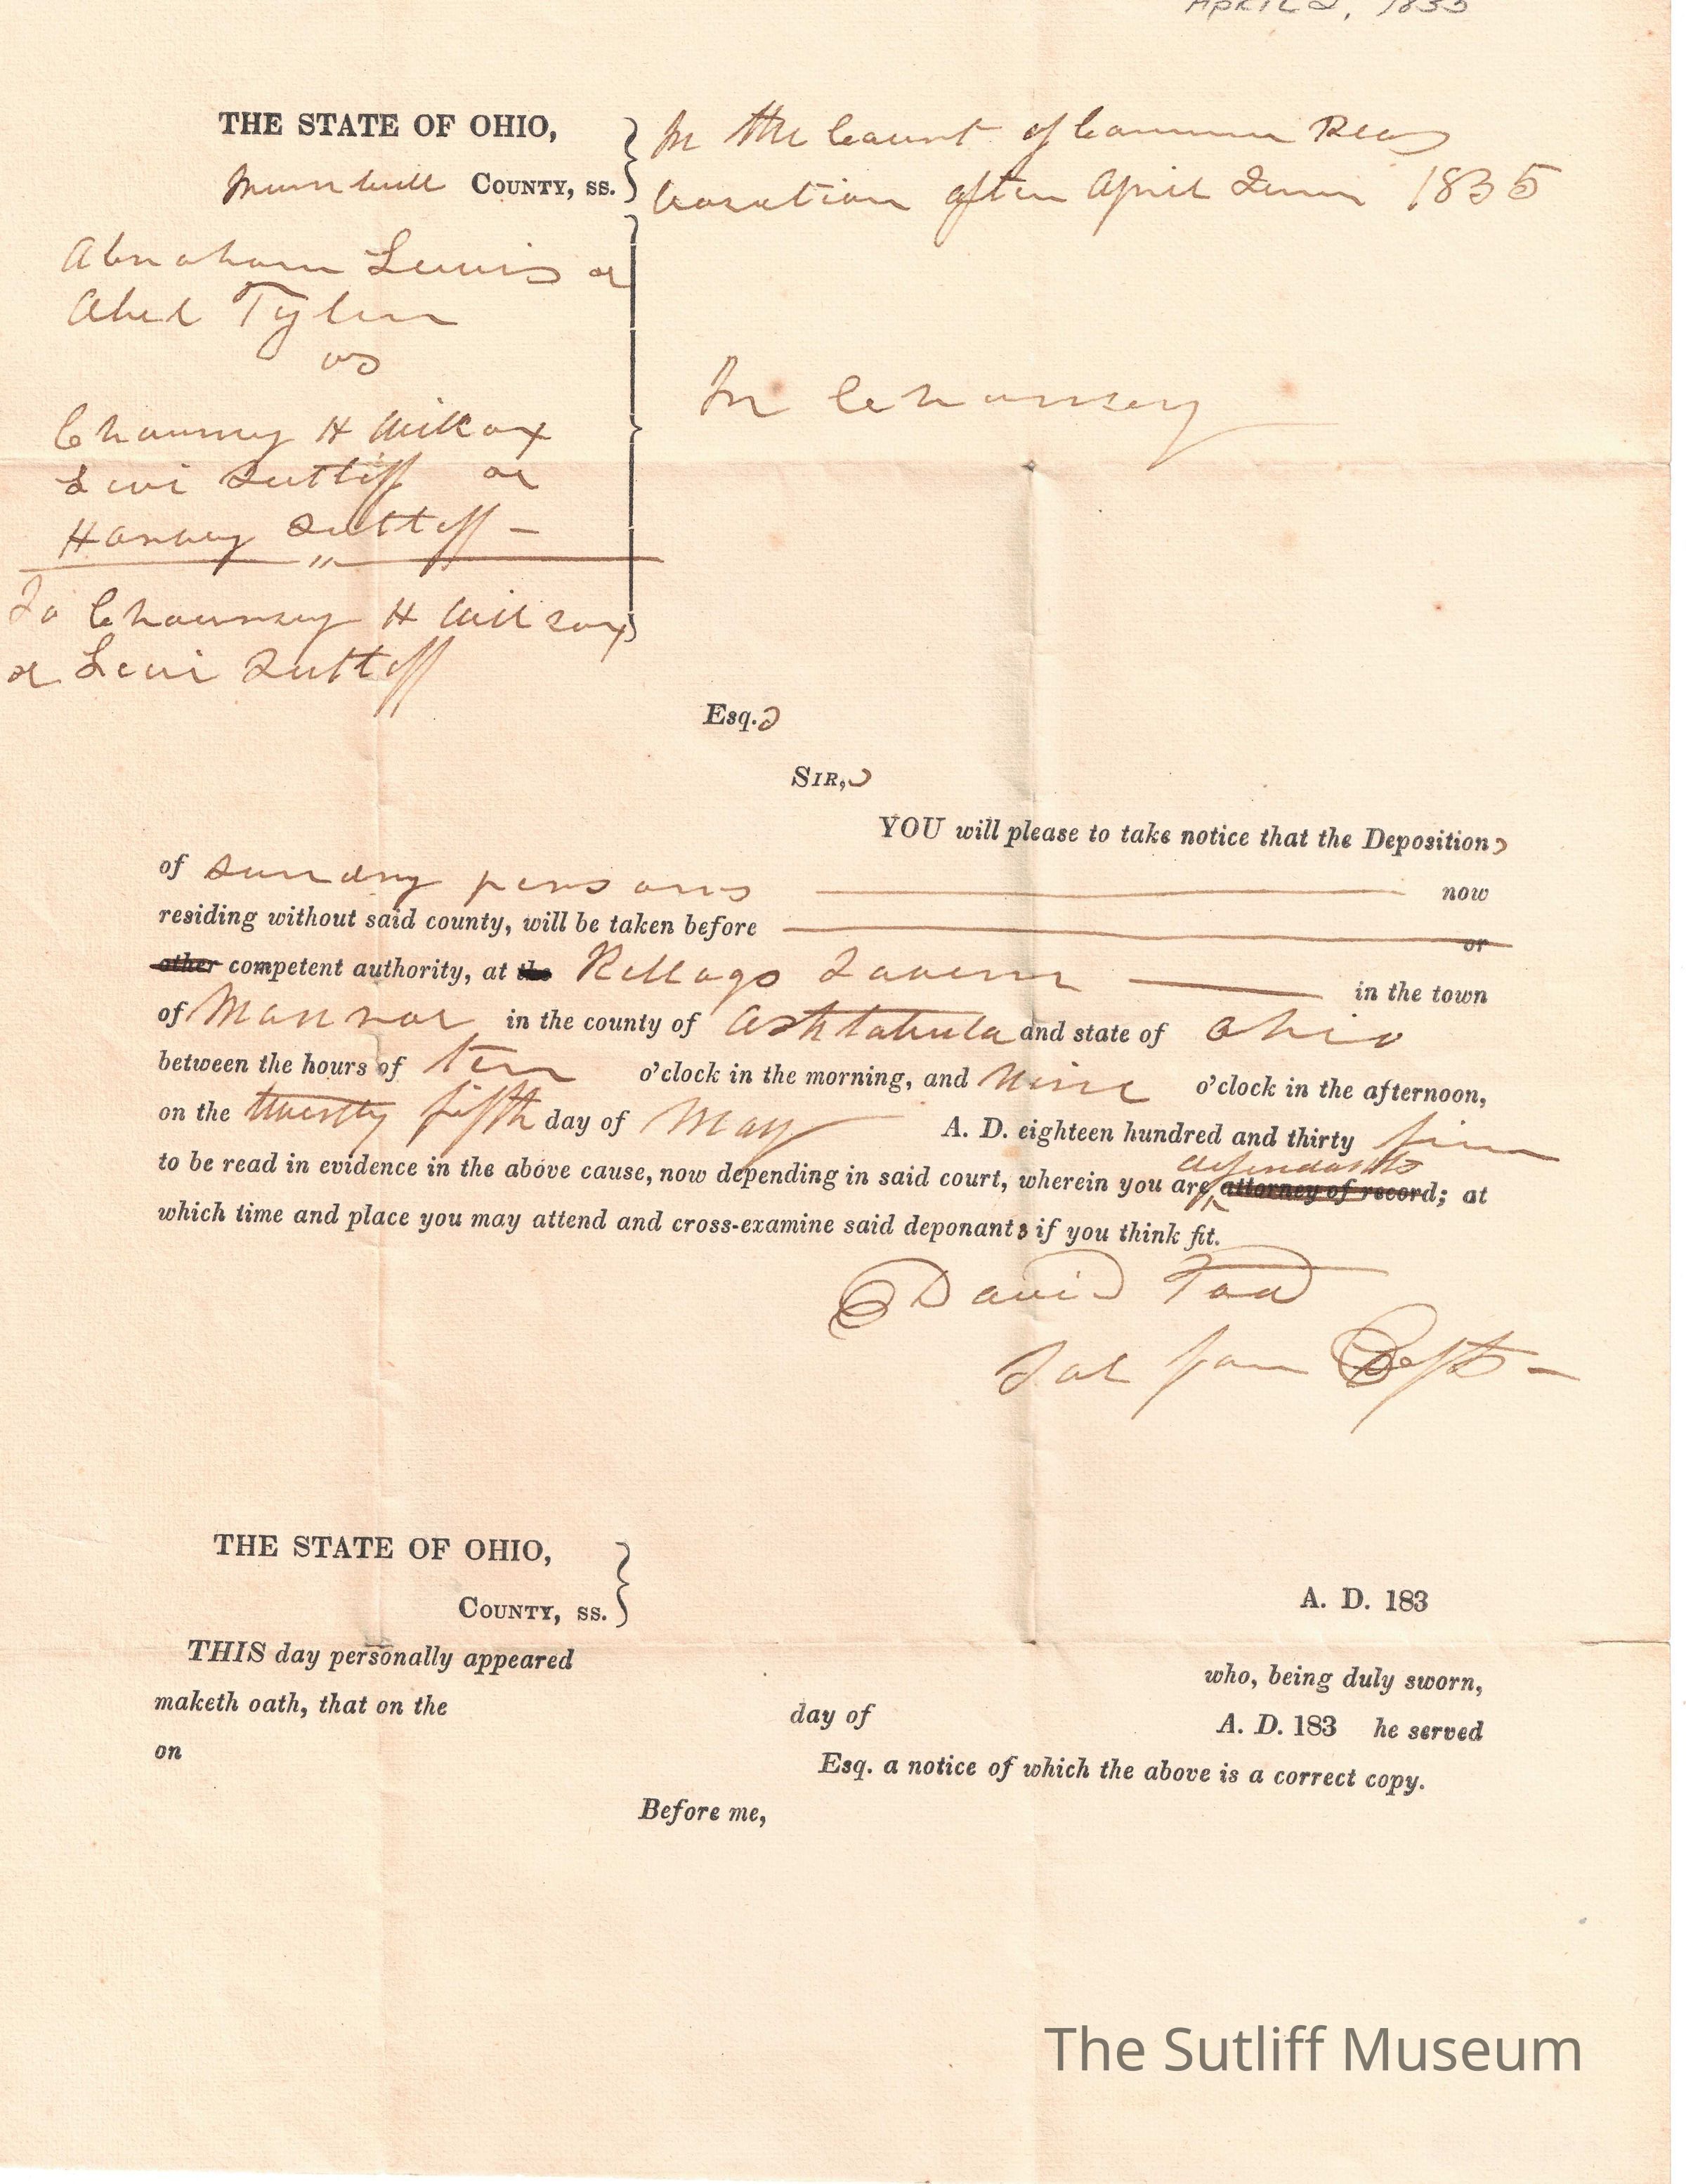 APRIL 2, 1835
THE STATE OF OHIO,
Trumbull COUNTY, SS.
In the Court of Common Pleas
Vacation after April Term 1835
Abraham Lewis &
Abel Tyler
vs
Chauncey H Wilcox
Levi Sutliff &
Harvey Sutliff –
In Chancery
To Chauncey H Wilcox
& Levi Sutliff
Esq.s
SIR,s
YOU will please to take notice that the Depositions
of sundry persons now
residing without said county, will be taken before or
other competent authority, at the Kellogs Tavern in the town
of in the county of Ashtabula and state of Ohio
between the hours of ten o'clock in the morning, and Nine o'clock in the afternoon,
on the twenty fifth day of May A. D. eighteen hundred and thirty five
to be read in evidence in the above cause, now depending in said court, wherein you are defendants attorney of record; at
which time and place you may attend and cross-examine said deponants if you think fit.
David Tod
Sol for
THE STATE OF OHIO,
COUNTY, SS.
A. D. 183
THIS day personally appeared who, being duly sworn,
maketh oath, that on the day of A. D. 183 he served
on Esq. a notice of which the above is a correct copy.
Before me,
The Sutliff Museum